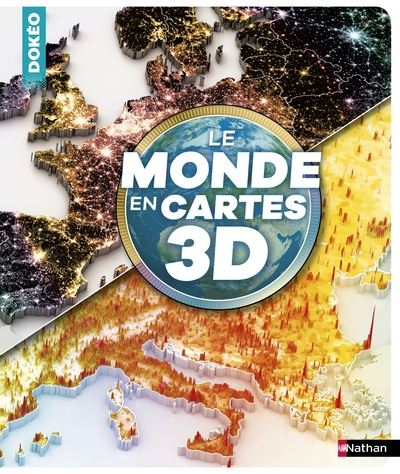 DOKÉO
LE
MONDE
EN CARTES
3D
Nathan